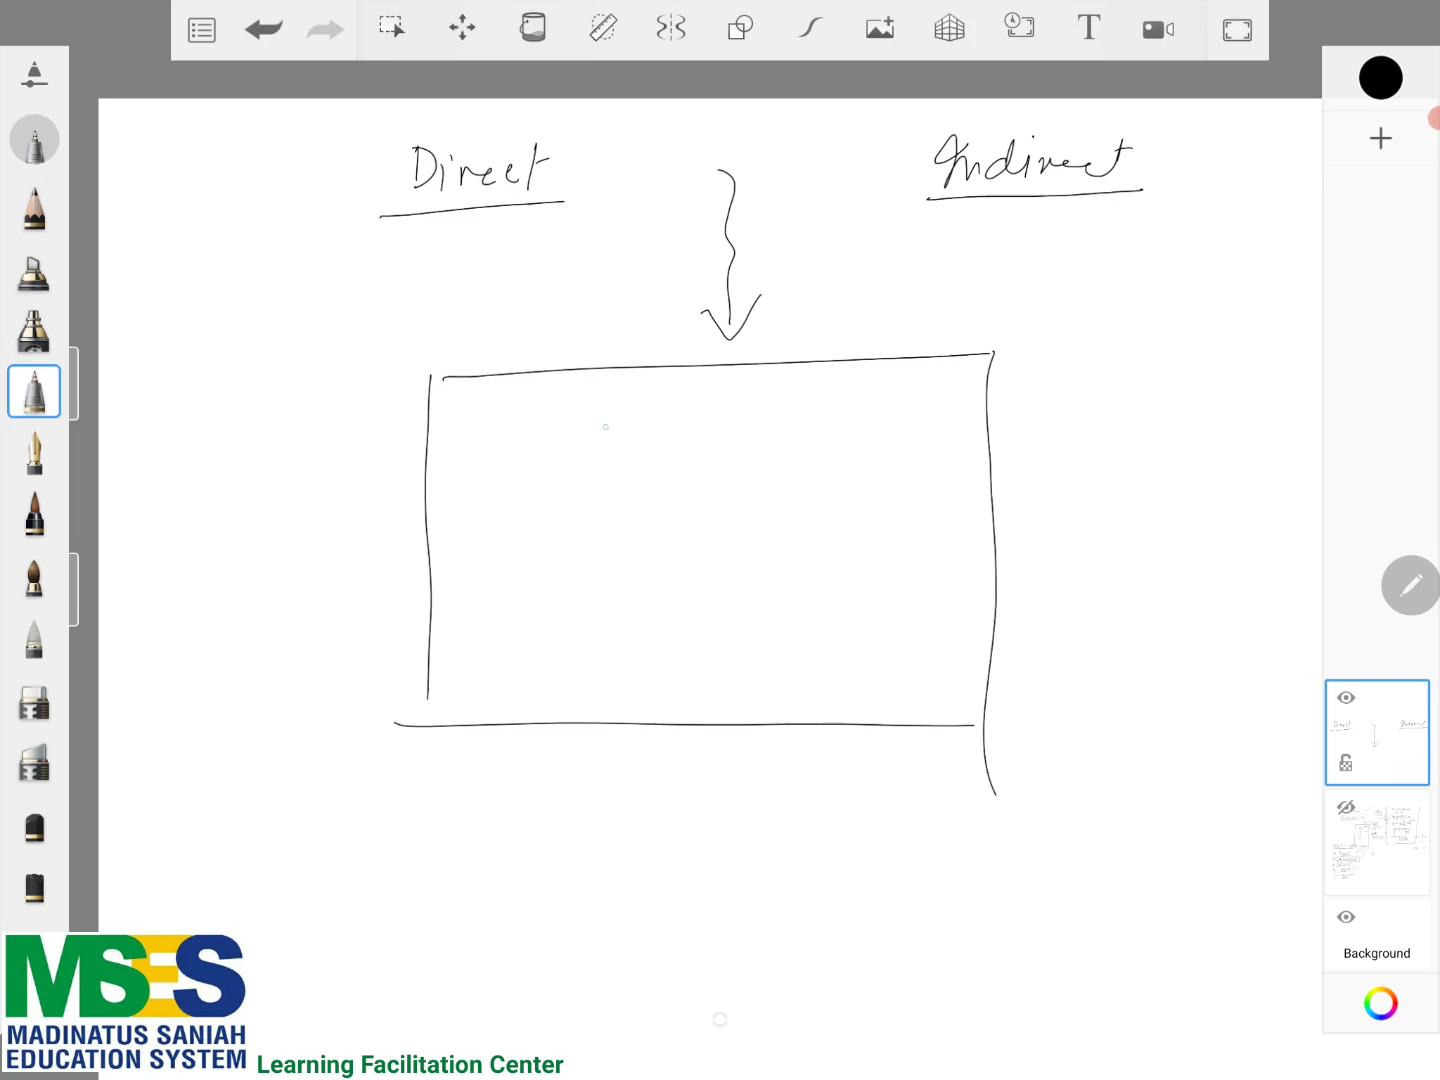 Direct
Indirect
T
Background
MSES
MADINATUS SANIAH
EDUCATION SYSTEM
Learning Facilitation Center